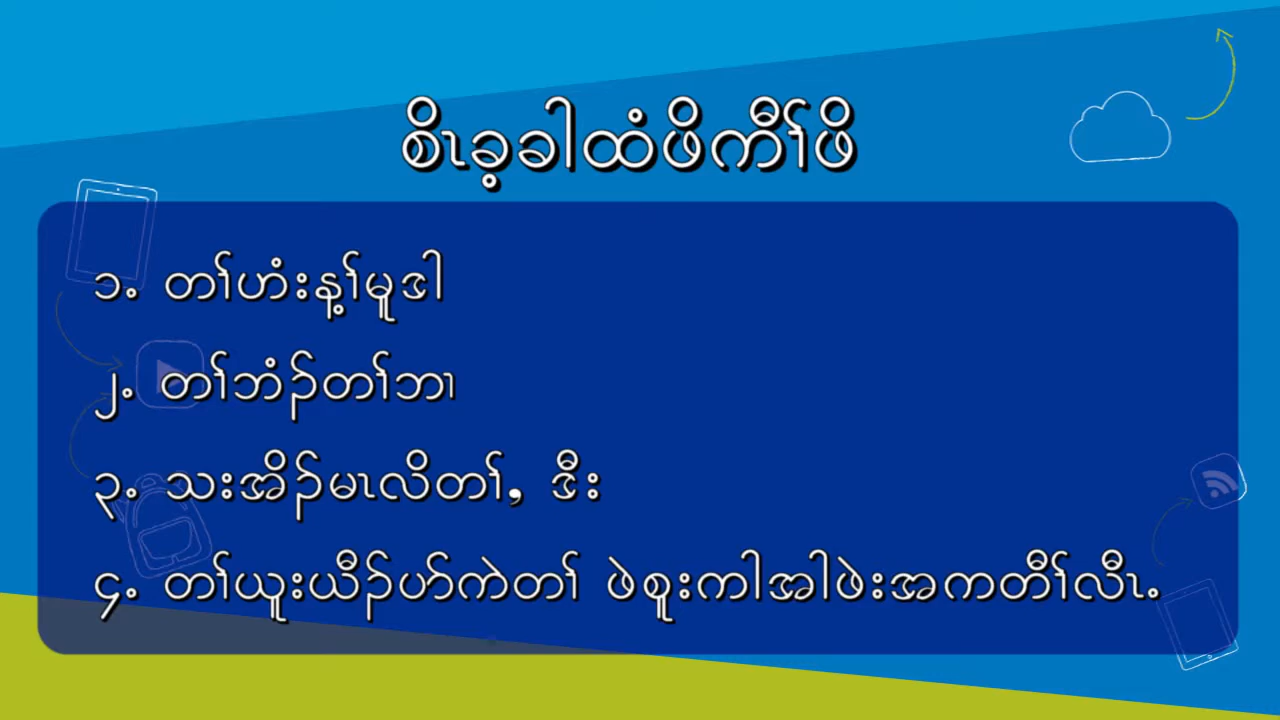 စိၤခ့ခါထံဖိကီၢ်ဖိ
၁. တၢ်ဟံးန့ၢ်မူဒါ
၂. တၢ်ဘံၣ်တၢ်ဘၢ
၃. သးအိၣ်မၤလိတၢ်, ဒီး
၄. တၢ်ယူးယီၣ်ဟ်ကဲတၢ် ဖဲစူးကါအါဖဲးအကတီၢ်လီၤ.